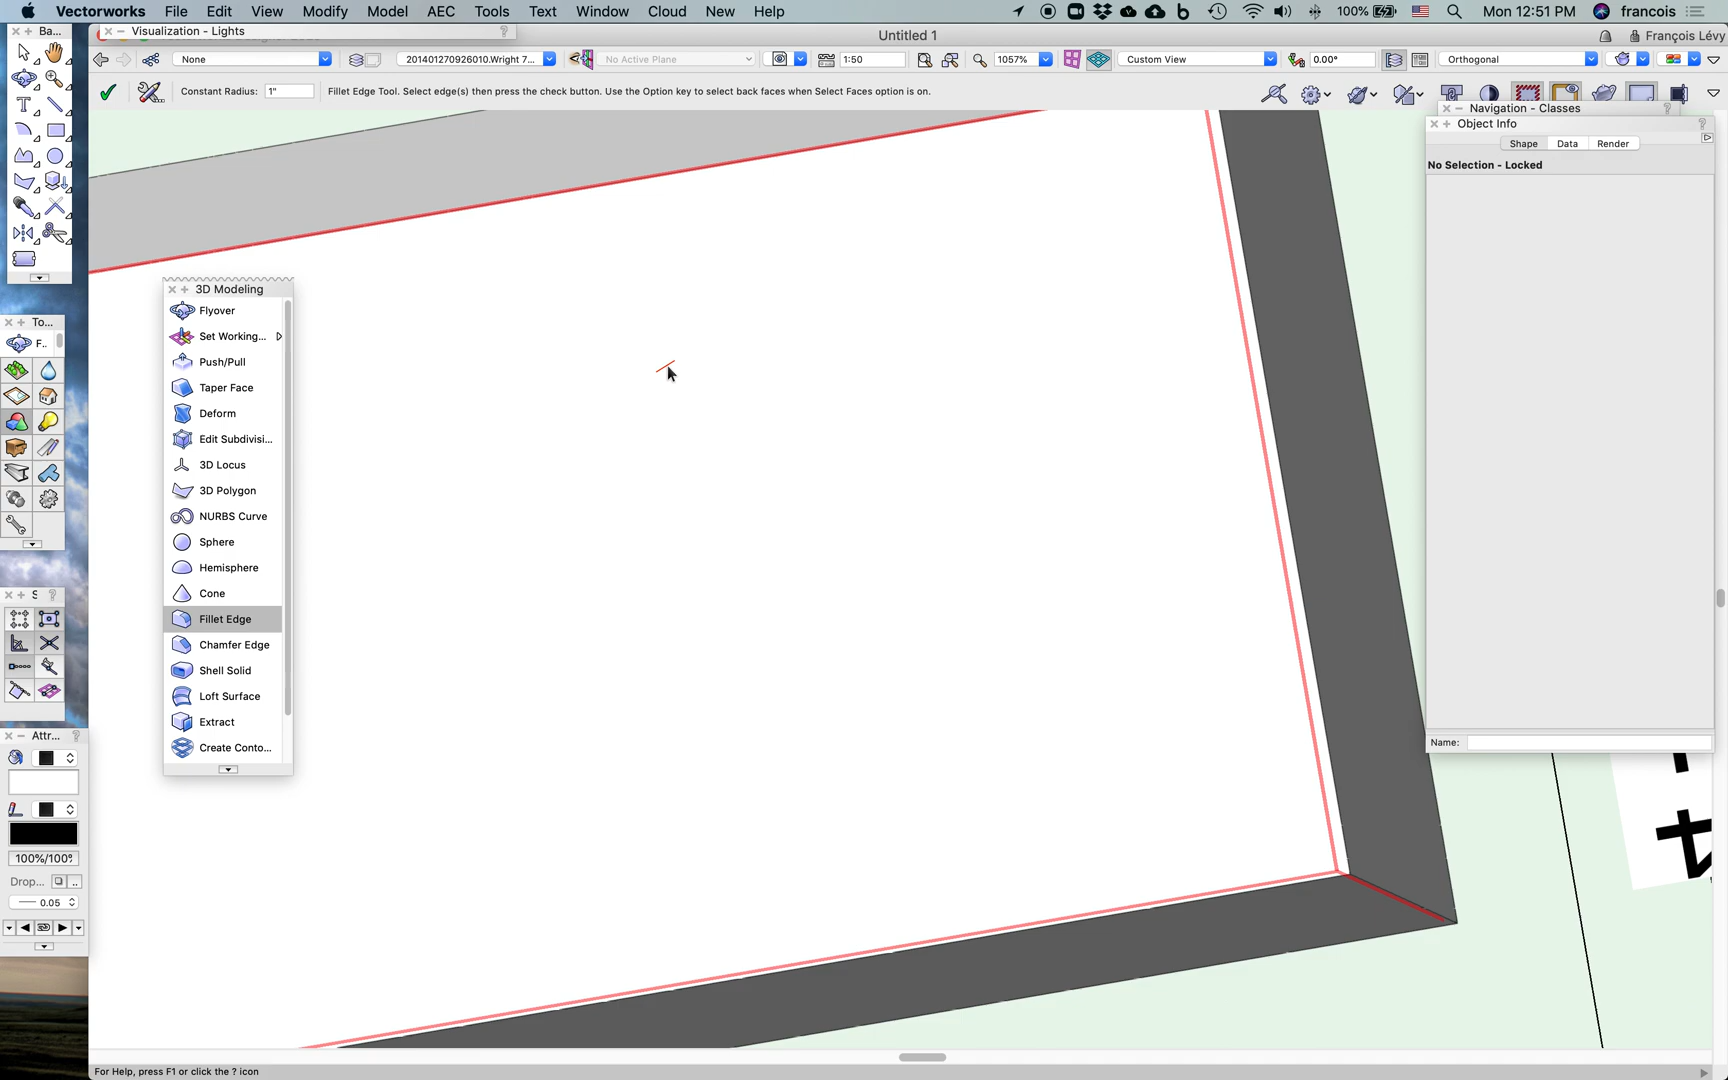 Vectorworks File Edit View Modify Model AEC Tools Text Window Cloud New Help 100% Mon 12:51 PM francois
Ba...
Visualization - Lights
Untitled 1
François Lévy
None
201401270926010.Wright 7...
No Active Plane
1:50
1057%
Custom View
0.00°
Orthogonal
Constant Radius: 1"
Fillet Edge Tool. Select edge(s) then press the check button. Use the Option key to select back faces when Select Faces option is on.
Navigation - Classes
Object Info
Shape Data Render
No Selection - Locked
3D Modeling
Flyover
Set Working...
Push/Pull
Taper Face
Deform
Edit Subdivisi...
3D Locus
3D Polygon
NURBS Curve
Sphere
Hemisphere
Cone
Fillet Edge
Chamfer Edge
Shell Solid
Loft Surface
Extract
Create Conto...
To...
F..
S
Attr...
100%/100%
Drop...
0.05
Name:
For Help, press F1 or click the ? icon